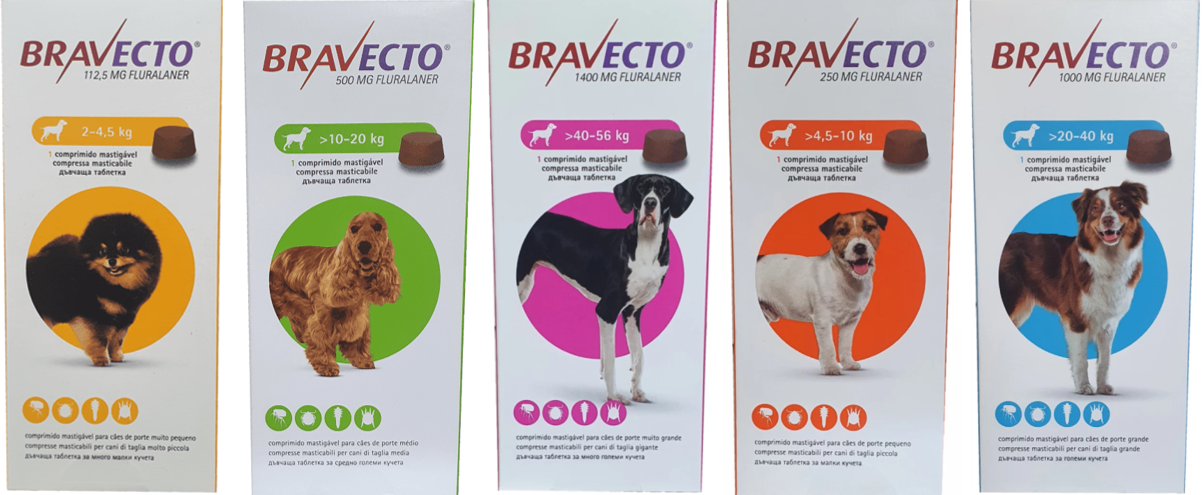 BRAVECTO®
112,5 MG FLURALANER
2–4,5 kg
1 comprimido mastigável
compressa masticabile
дъвчаща таблетка
comprimido mastigável para cães de porte muito pequeno
compresse masticabili per cani di taglia molto piccola
дъвчаща таблетка за много малки кучета
BRAVECTO®
500 MG FLURALANER
>10–20 kg
1 comprimido mastigável
compressa masticabile
дъвчаща таблетка
comprimido mastigável para cães de porte médio
compresse masticabili per cani di taglia media
дъвчаща таблетка за средно големи кучета
BRAVECTO®
1400 MG FLURALANER
>40–56 kg
1 comprimido mastigável
compressa masticabile
дъвчаща таблетка
comprimido mastigável para cães de porte muito grande
compresse masticabili per cani di taglia gigante
дъвчаща таблетка за много големи кучета
BRAVECTO®
250 MG FLURALANER
>4,5–10 kg
1 comprimido mastigável
compressa masticabile
дъвчаща таблетка
comprimido mastigável para cães de porte pequeno
compresse masticabili per cani di taglia piccola
дъвчаща таблетка за малки кучета
BRAVECTO®
1000 MG FLURALANER
>20–40 kg
1 comprimido mastigável
compressa masticabile
дъвчаща таблетка
comprimido mastigável para cães de porte grande
compresse masticabili per cani di taglia grande
дъвчаща таблетка за големи кучета